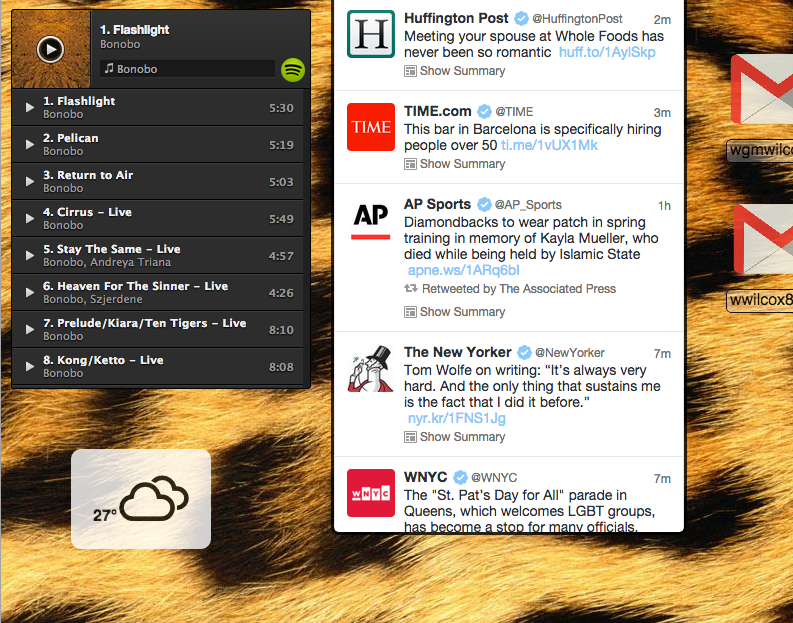 1. Flashlight
Bonobo
Bonobo
1. Flashlight 5:30
Bonobo
2. Pelican 5:19
Bonobo
3. Return to Air 5:03
Bonobo
4. Cirrus – Live 5:49
Bonobo
5. Stay The Same – Live 4:57
Bonobo, Andreya Triana
6. Heaven For The Sinner – Live 4:26
Bonobo, Szjerdene
7. Prelude/Kiara/Ten Tigers – Live 8:10
Bonobo
8. Kong/Ketto – Live 8:08
Bonobo
27°
H
Huffington Post @HuffingtonPost 2m
Meeting your spouse at Whole Foods has
never been so romantic huff.to/1AylSkp
Show Summary
TIME
TIME.com @TIME 3m
This bar in Barcelona is specifically hiring
people over 50 ti.me/1vUX1Mk
Show Summary
AP
AP Sports @AP_Sports 1h
Diamondbacks to wear patch in spring
training in memory of Kayla Mueller, who
died while being held by Islamic State
apne.ws/1ARq6bl
Retweeted by The Associated Press
Show Summary
The New Yorker @NewYorker 7m
Tom Wolfe on writing: “It's always very
hard. And the only thing that sustains me
is the fact that I did it before.”
nyr.kr/1FNS1Jg
Show Summary
WNYC
WNYC @WNYC 7m
The "St. Pat's Day for All" parade in
Queens, which welcomes LGBT groups,
has become a stop for many officials.
wgmwilco
wwilcox8